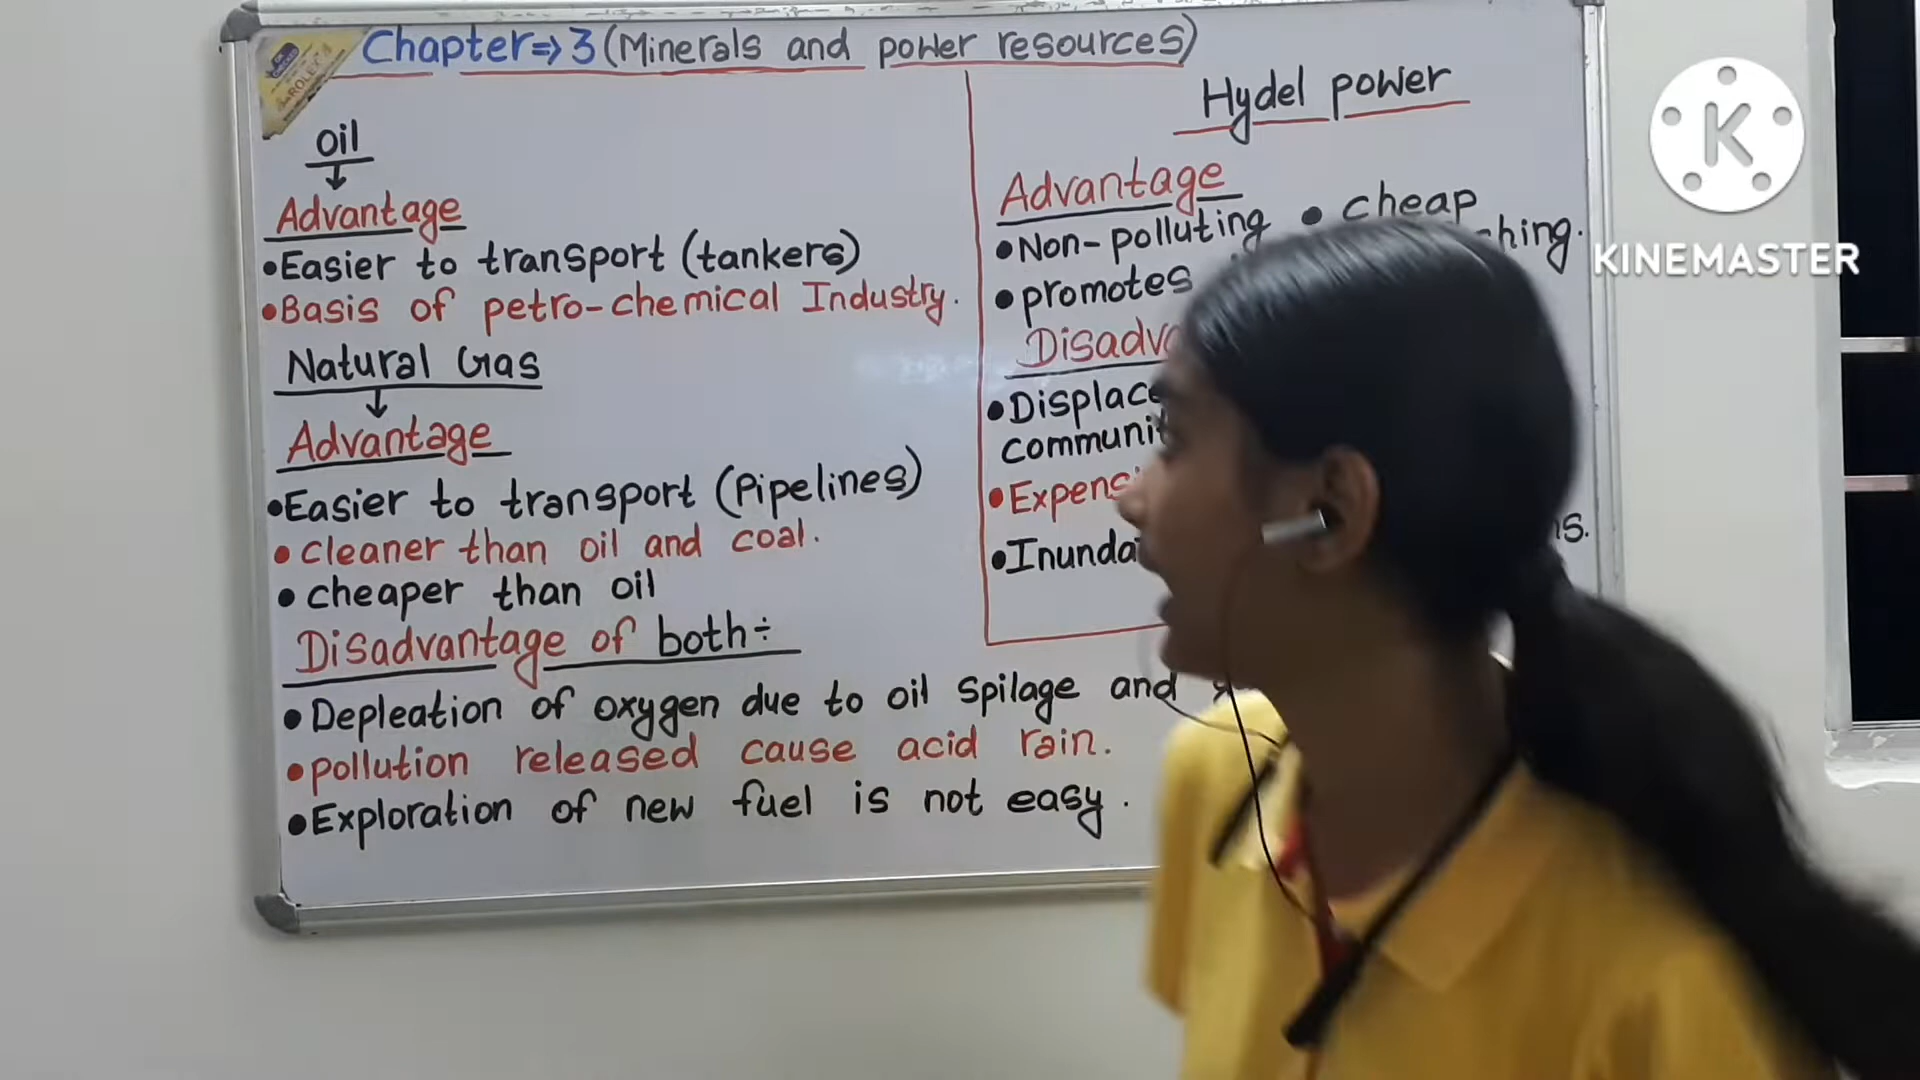 Chapter⇒3 (Minerals and power resources)
Oil
Advantage
•Easier to transport (tankers)
•Basis of petro-chemical Industry.
Natural Gas
Advantage
•Easier to transport (Pipelines)
•cleaner than oil and coal.
•cheaper than oil
Disadvantage of both÷
•Depleation of oxygen due to oil spilage and
•pollution released cause acid rain.
•Exploration of new fuel is not easy.
Hydel power
Advantage
•Non-polluting •cheap
•promotes
•Displac
communit
•Expens
•Inunda
K
KINEMASTER